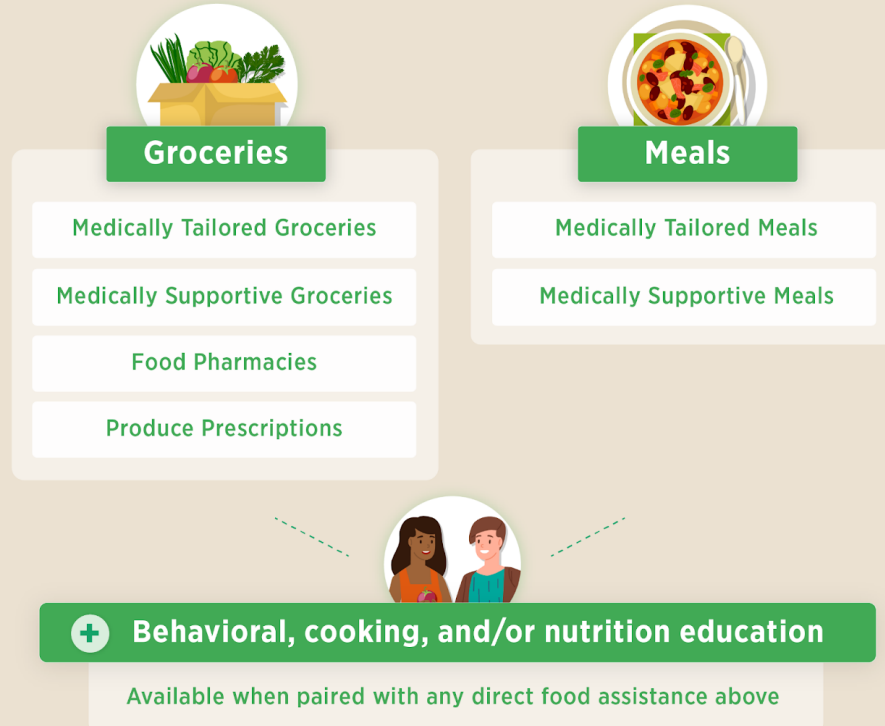 Groceries
Medically Tailored Groceries
Medically Supportive Groceries
Food Pharmacies
Produce Prescriptions
Meals
Medically Tailored Meals
Medically Supportive Meals
+ Behavioral, cooking, and/or nutrition education
Available when paired with any direct food assistance above